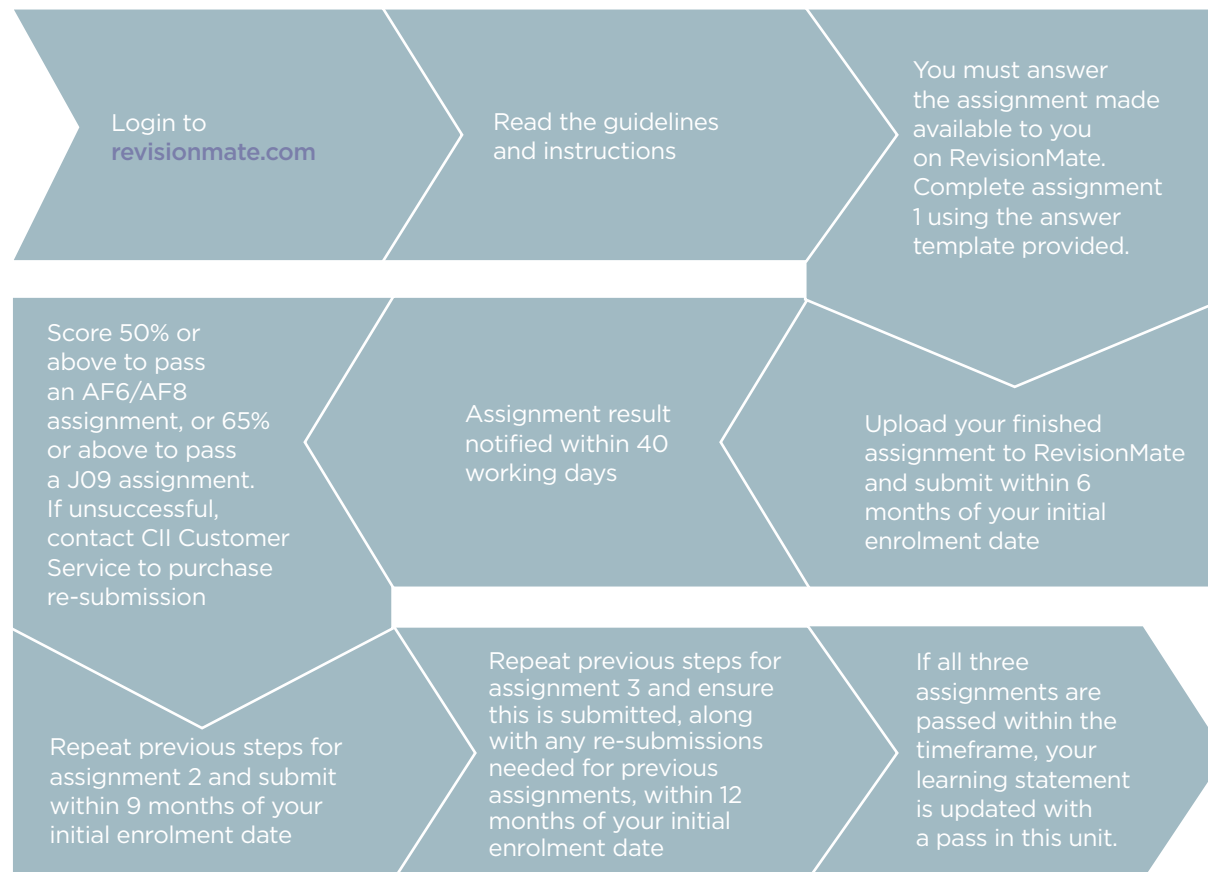 Login to
revisionmate.com
Read the guidelines
and instructions
You must answer
the assignment made
available to you
on RevisionMate.
Complete assignment
1 using the answer
template provided.
Upload your finished
assignment to RevisionMate
and submit within 6
months of your initial
enrolment date
Assignment result
notified within 40
working days
Score 50% or
above to pass
an AF6/AF8
assignment, or 65%
or above to pass
a J09 assignment.
If unsuccessful,
contact CII Customer
Service to purchase
re-submission
Repeat previous steps for
assignment 2 and submit
within 9 months of your
initial enrolment date
Repeat previous steps for
assignment 3 and ensure
this is submitted, along
with any re-submissions
needed for previous
assignments, within 12
months of your initial
enrolment date
If all three
assignments are
passed within the
timeframe, your
learning statement
is updated with
a pass in this unit.